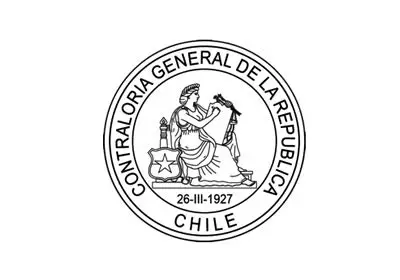 CONTRALORIA GENERAL DE LA REPUBLICA
26-III-1927
CHILE